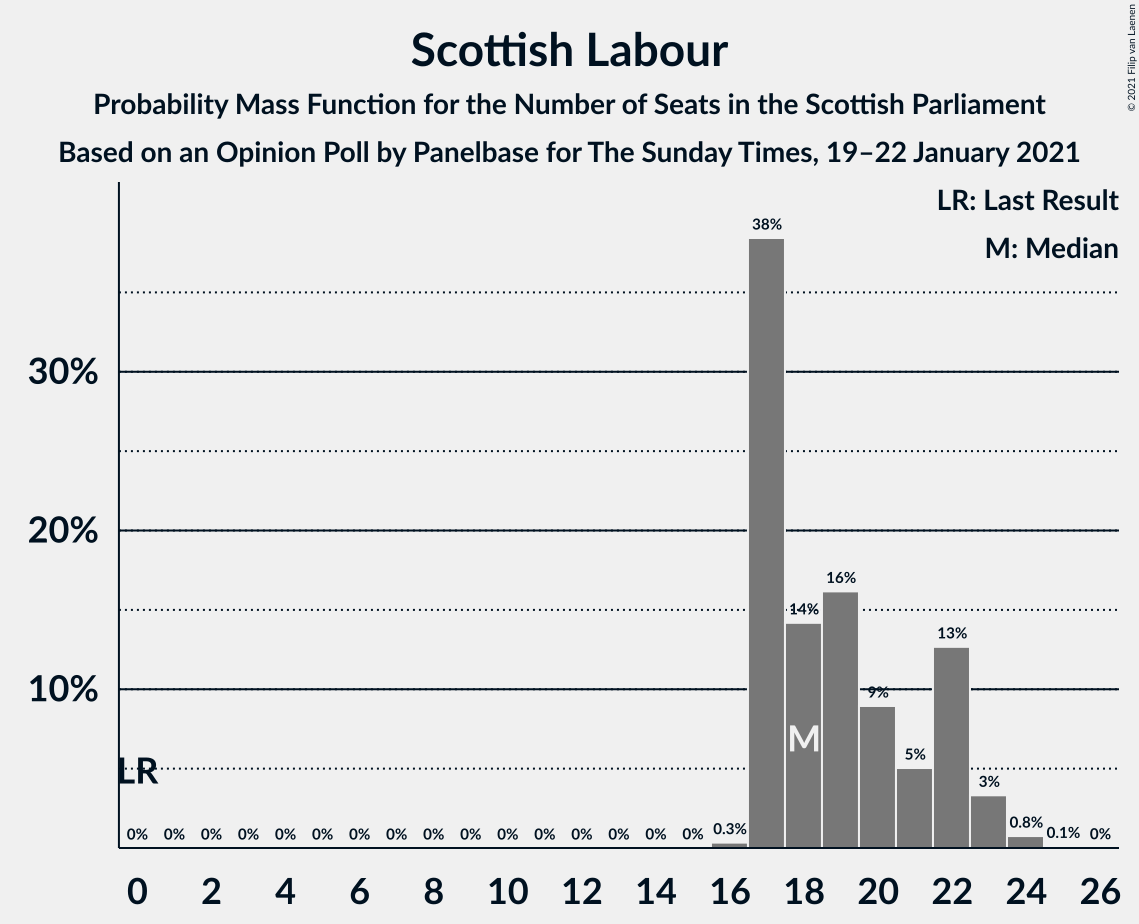 © 2021 Filip van Laenen
Scottish Labour
Probability Mass Function for the Number of Seats in the Scottish Parliament
Based on an Opinion Poll by Panelbase for The Sunday Times, 19–22 January 2021
LR: Last Result
M: Median
38%
30%
20%
16%
14%
13%
10%
9%
M
5%
LR
3%
0% 0% 0% 0% 0% 0% 0% 0% 0% 0% 0% 0% 0% 0% 0% 0% 0.3% 0.8% 0.1% 0%
0 2 4 6 8 10 12 14 16 18 20 22 24 26